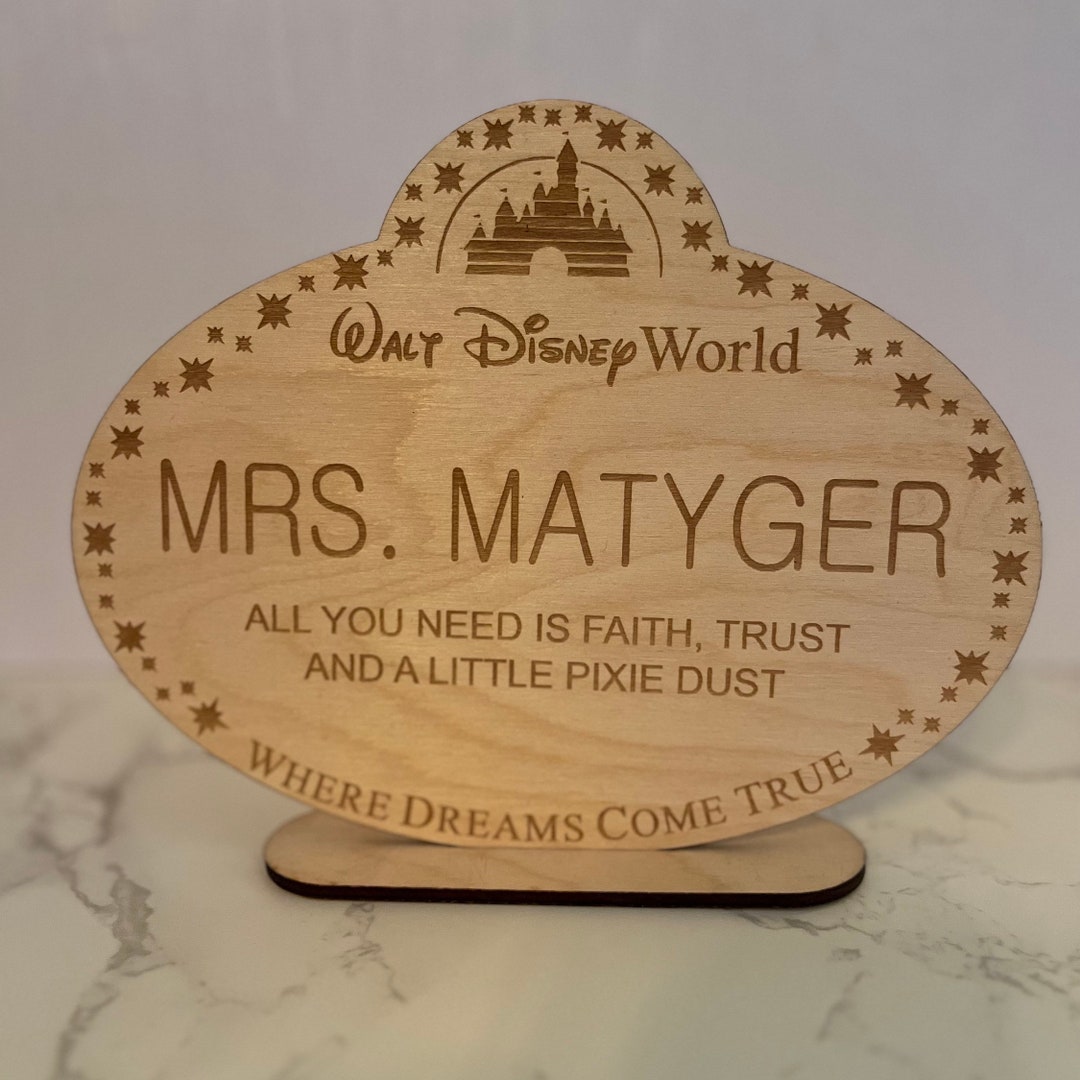 Walt Disney World
MRS. MATYGER
ALL YOU NEED IS FAITH, TRUST
AND A LITTLE PIXIE DUST
WHERE DREAMS COME TRUE